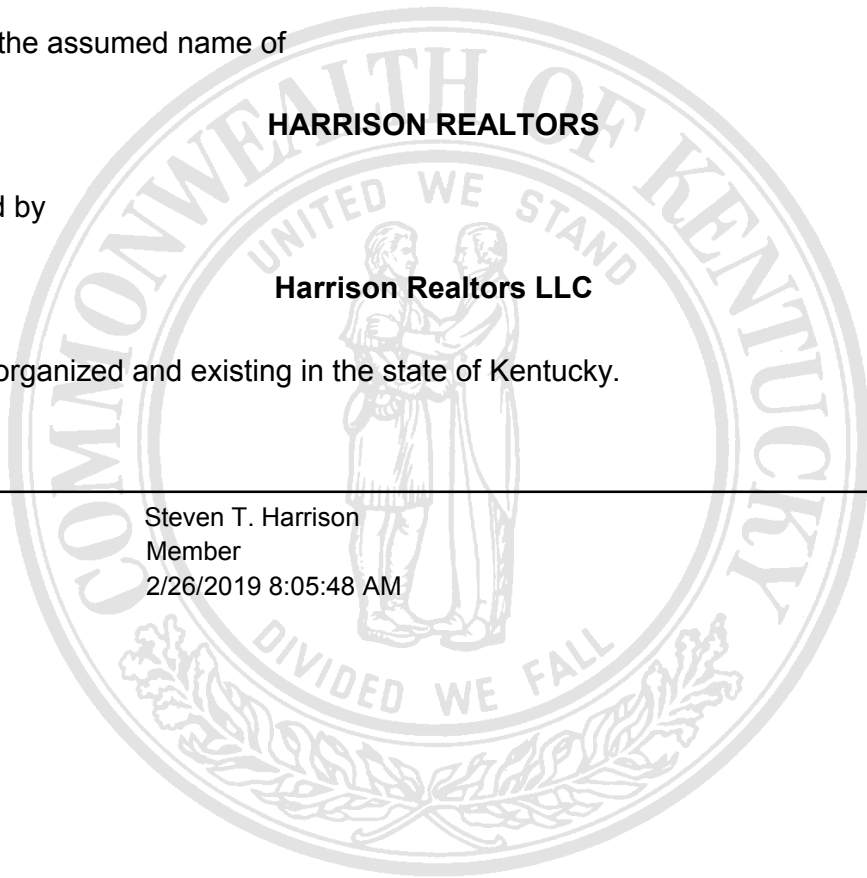 the assumed name of
HARRISON REALTORS
d by
Harrison Realtors LLC
organized and existing in the state of Kentucky.
Steven T. Harrison
Member
2/26/2019 8:05:48 AM
COMMONWEALTH OF KENTUCKY
UNITED WE STAND
DIVIDED WE FALL